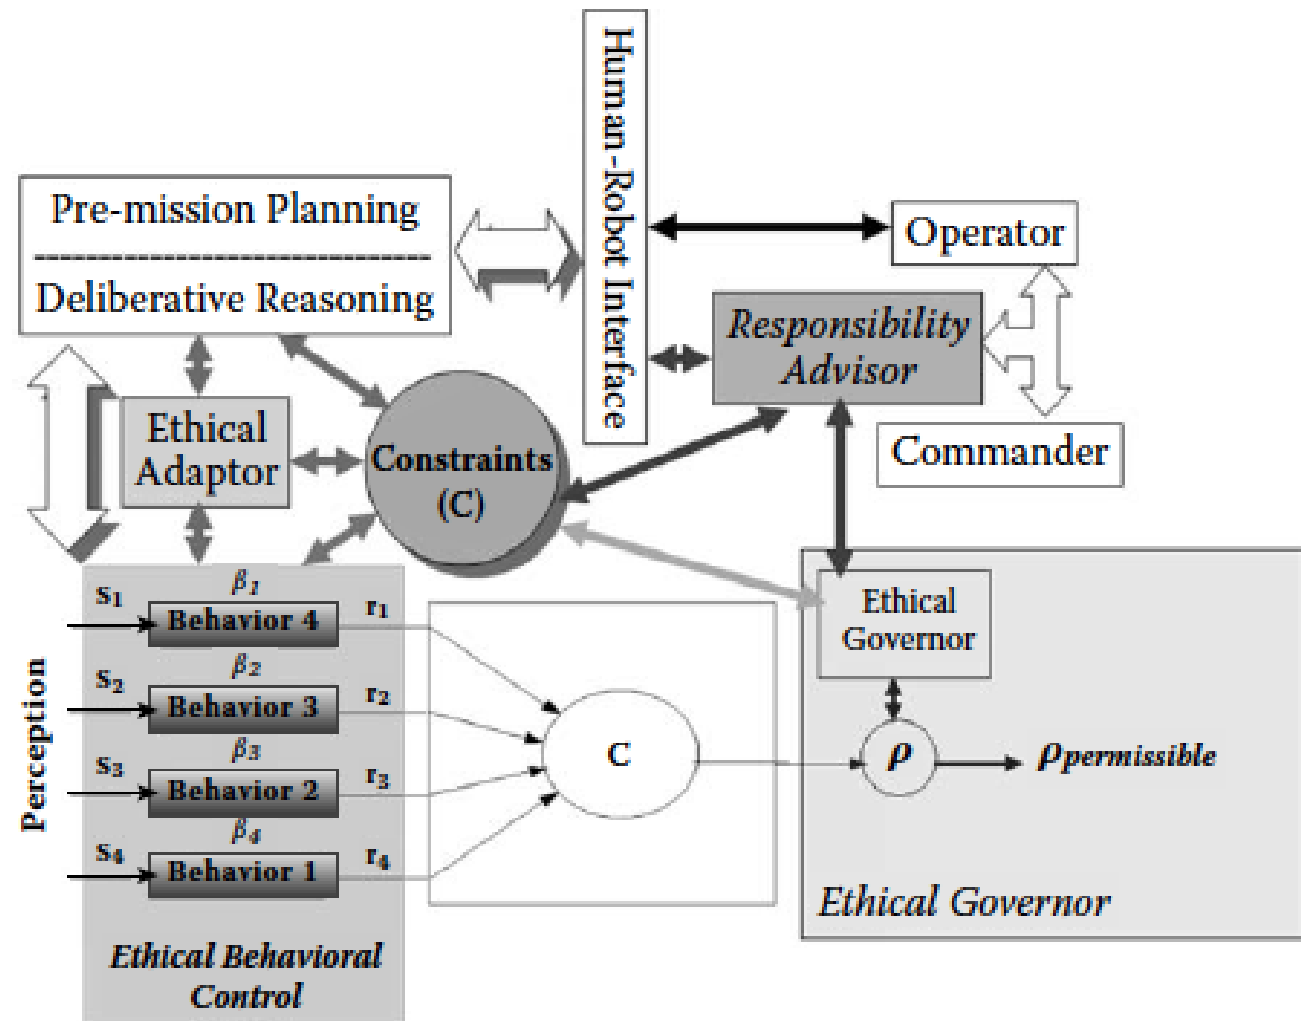 Human-Robot Interface
Pre-mission Planning
Deliberative Reasoning
Operator
Responsibility
Advisor
Commander
Ethical
Adaptor
Constraints
(C)
Ethical
Governor
Perception
s₁
β₁
Behavior 4
r₁
s₂
β₂
Behavior 3
r₂
s₃
β₃
Behavior 2
r₃
s₄
β₄
Behavior 1
r₄
C
ρ
ρpermissible
Ethical Governor
Ethical Behavioral
Control